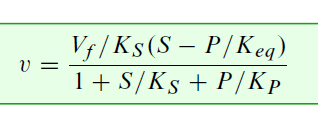 v = \frac{V_f/K_S(S − P/K_{eq})}{1 + S/K_S + P/K_P}